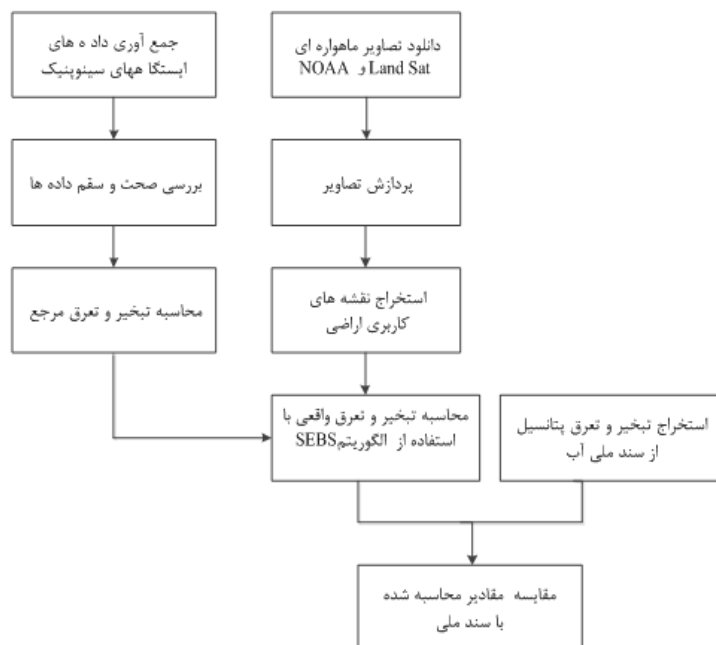 جمع آوری داد ه های
ایستگا ههای سینوپتیک
دانلود تصاویر ماهواره ای
NOAA و Land Sat
بررسی صحت و سقم داده ها
پردازش تصاویر
محاسبه تبخیر و تعرق مرجع
استخراج نقشه های
کاربری اراضی
محاسبه تبخیر و تعرق واقعی با
استفاده از الگوریتمSEBS
استخراج تبخیر و تعرق پتانسیل
از سند ملی آب
مقایسه مقادیر محاسبه شده
با سند ملی